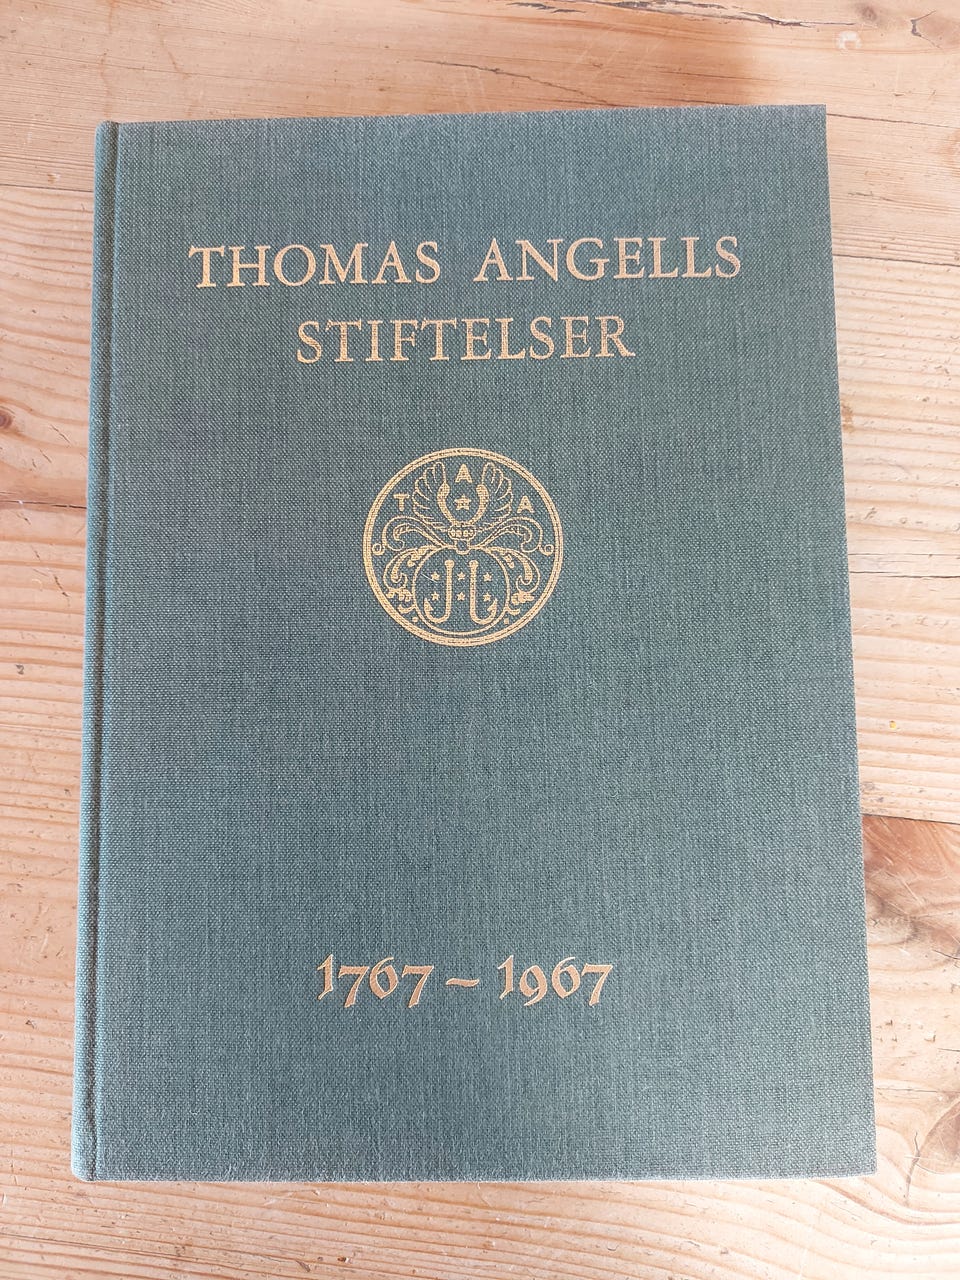 THOMAS ANGELLS
STIFTELSER
T A A
1767 – 1967